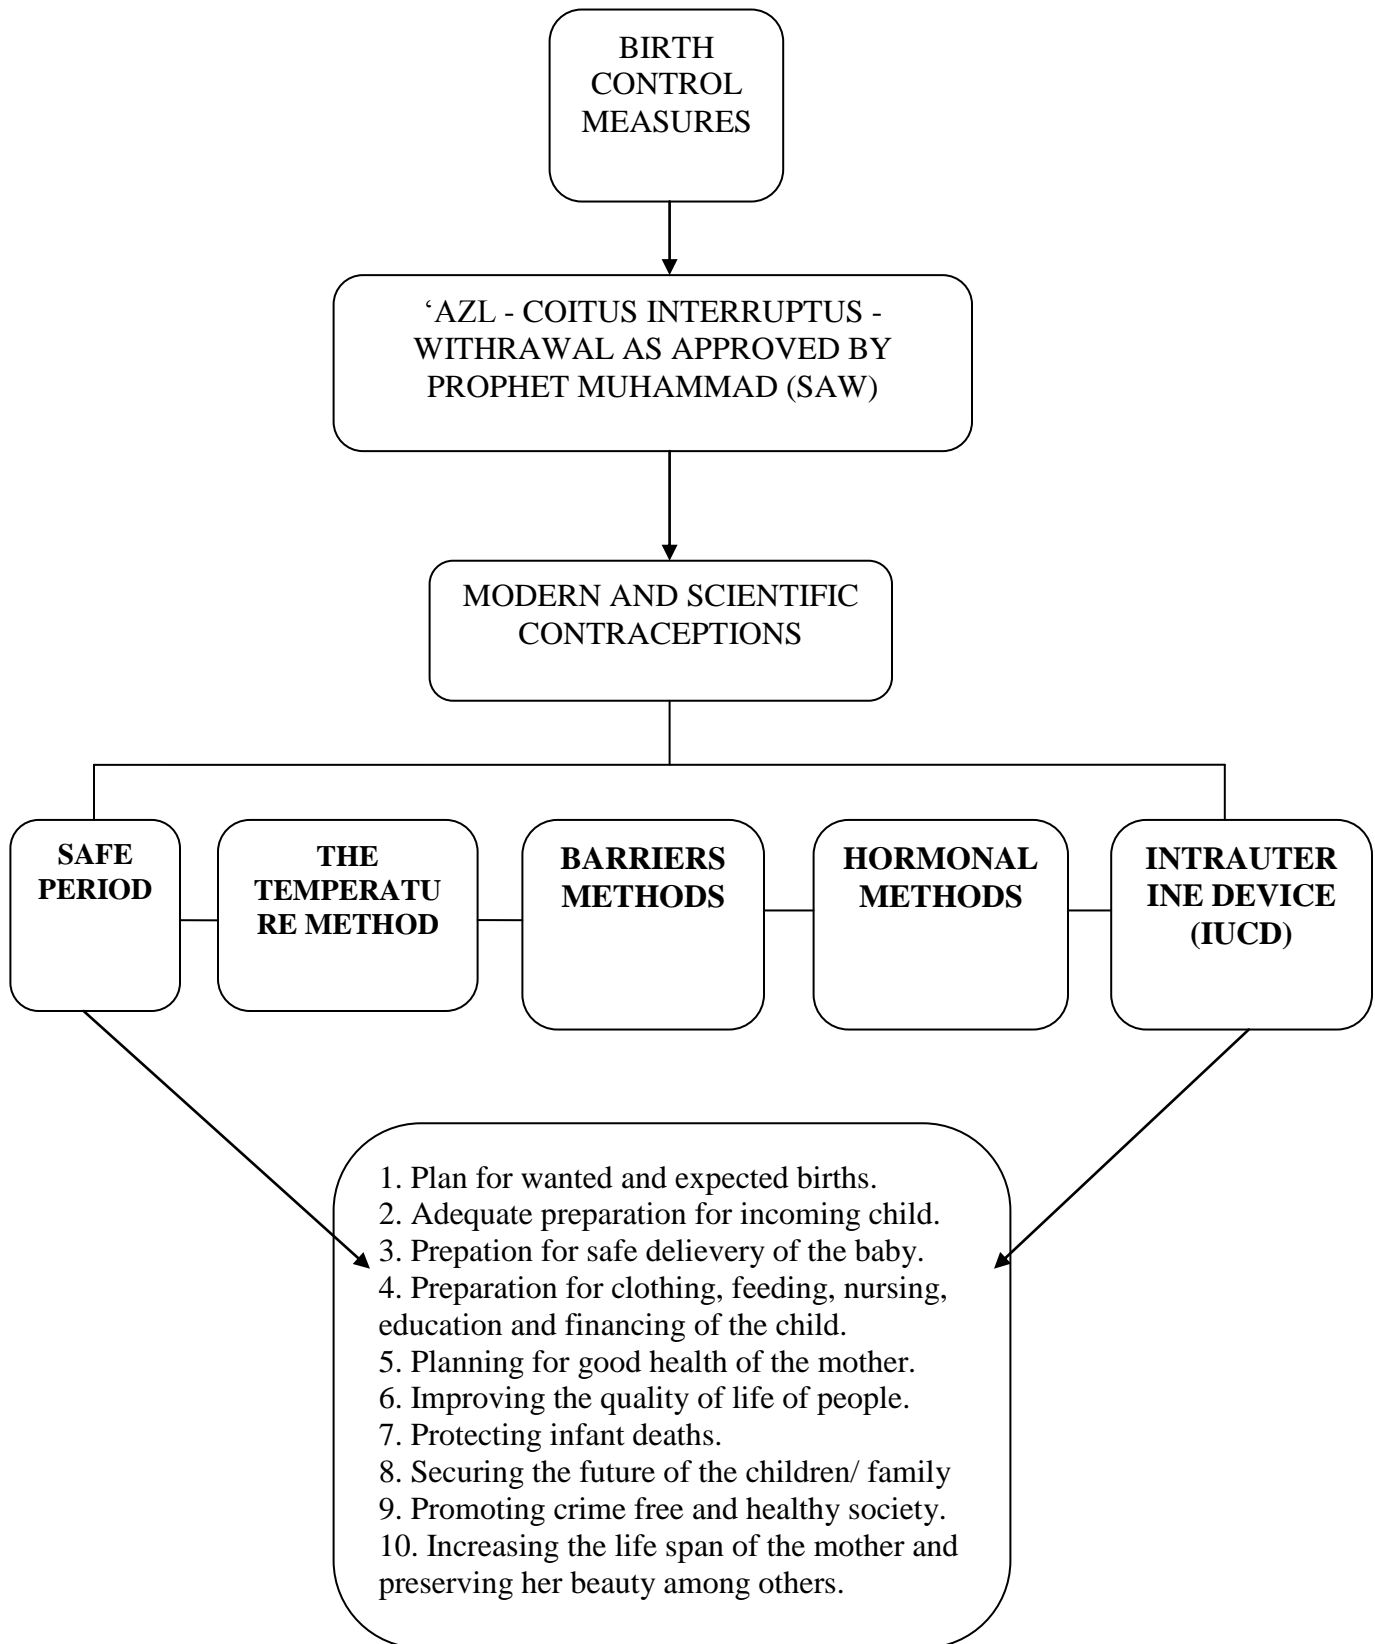 BIRTH
CONTROL
MEASURES
‘AZL - COITUS INTERRUPTUS -
WITHRAWAL AS APPROVED BY
PROPHET MUHAMMAD (SAW)
MODERN AND SCIENTIFIC
CONTRACEPTIONS
SAFE
PERIOD
THE
TEMPERATU
RE METHOD
BARRIERS
METHODS
HORMONAL
METHODS
INTRAUTER
INE DEVICE
(IUCD)
1. Plan for wanted and expected births.
2. Adequate preparation for incoming child.
3. Prepation for safe delievery of the baby.
4. Preparation for clothing, feeding, nursing,
education and financing of the child.
5. Planning for good health of the mother.
6. Improving the quality of life of people.
7. Protecting infant deaths.
8. Securing the future of the children/ family
9. Promoting crime free and healthy society.
10. Increasing the life span of the mother and
preserving her beauty among others.